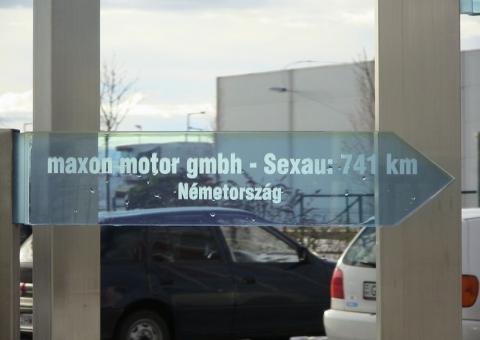 maxon motor gmbh - Sexau: 741 km
Németország